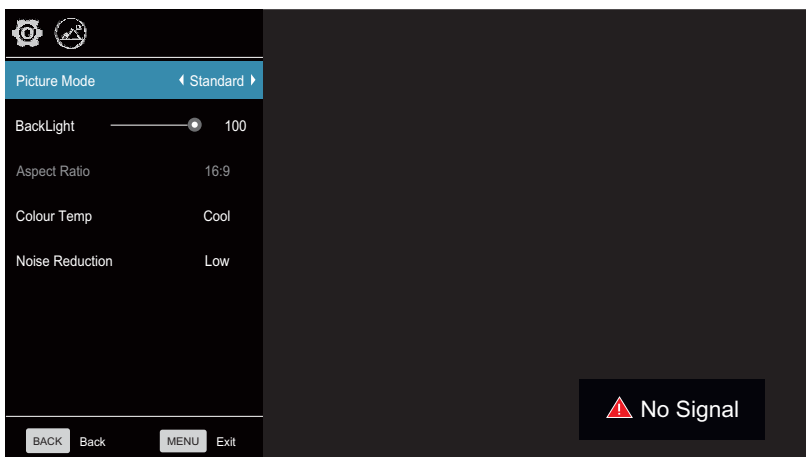 Picture Mode Standard
BackLight 100
Aspect Ratio 16:9
Colour Temp Cool
Noise Reduction Low
No Signal
BACK Back MENU Exit